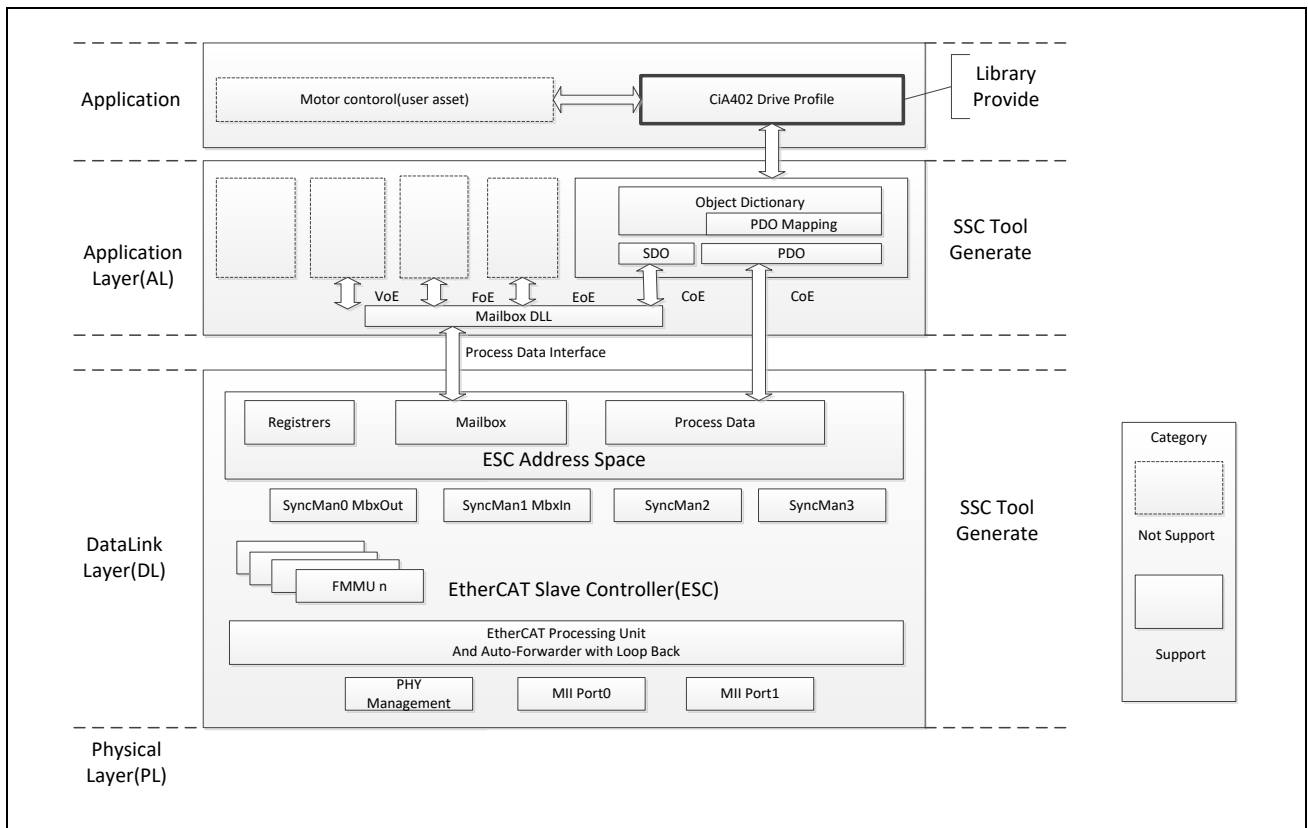 Application
Motor contorol(user asset)
CiA402 Drive Profile
Library
Provide
Application
Layer(AL)
Object Dictionary
PDO Mapping
SDO
PDO
VoE
FoE
EoE
CoE
CoE
Mailbox DLL
SSC Tool
Generate
Process Data Interface
DataLink
Layer(DL)
Registrers
Mailbox
Process Data
ESC Address Space
SyncMan0 MbxOut
SyncMan1 MbxIn
SyncMan2
SyncMan3
FMMU n
EtherCAT Slave Controller(ESC)
EtherCAT Processing Unit
And Auto-Forwarder with Loop Back
PHY
Management
MII Port0
MII Port1
SSC Tool
Generate
Category
Not Support
Support
Physical
Layer(PL)